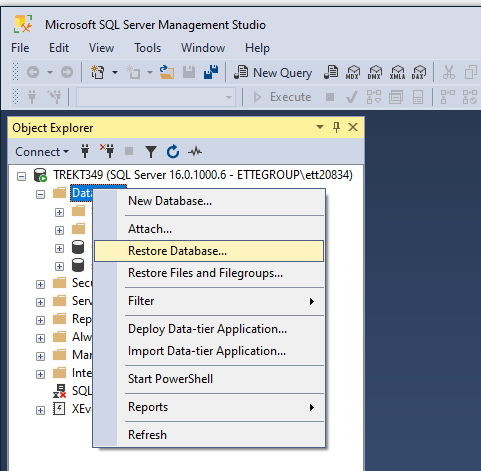 Microsoft SQL Server Management Studio
File Edit View Tools Window Help
New Query MDX DMX XMLA DAX
Execute
Object Explorer
Connect
TREKT349 (SQL Server 16.0.1000.6 - ETTEGROUP\ett20834)
Data
New Database...
Attach...
Restore Database...
Restore Files and Filegroups...
Secu
Serv
Filter
Rep
Alw
Deploy Data-tier Application...
Man
Import Data-tier Application...
Inte
Start PowerShell
SQL
XEve
Reports
Refresh